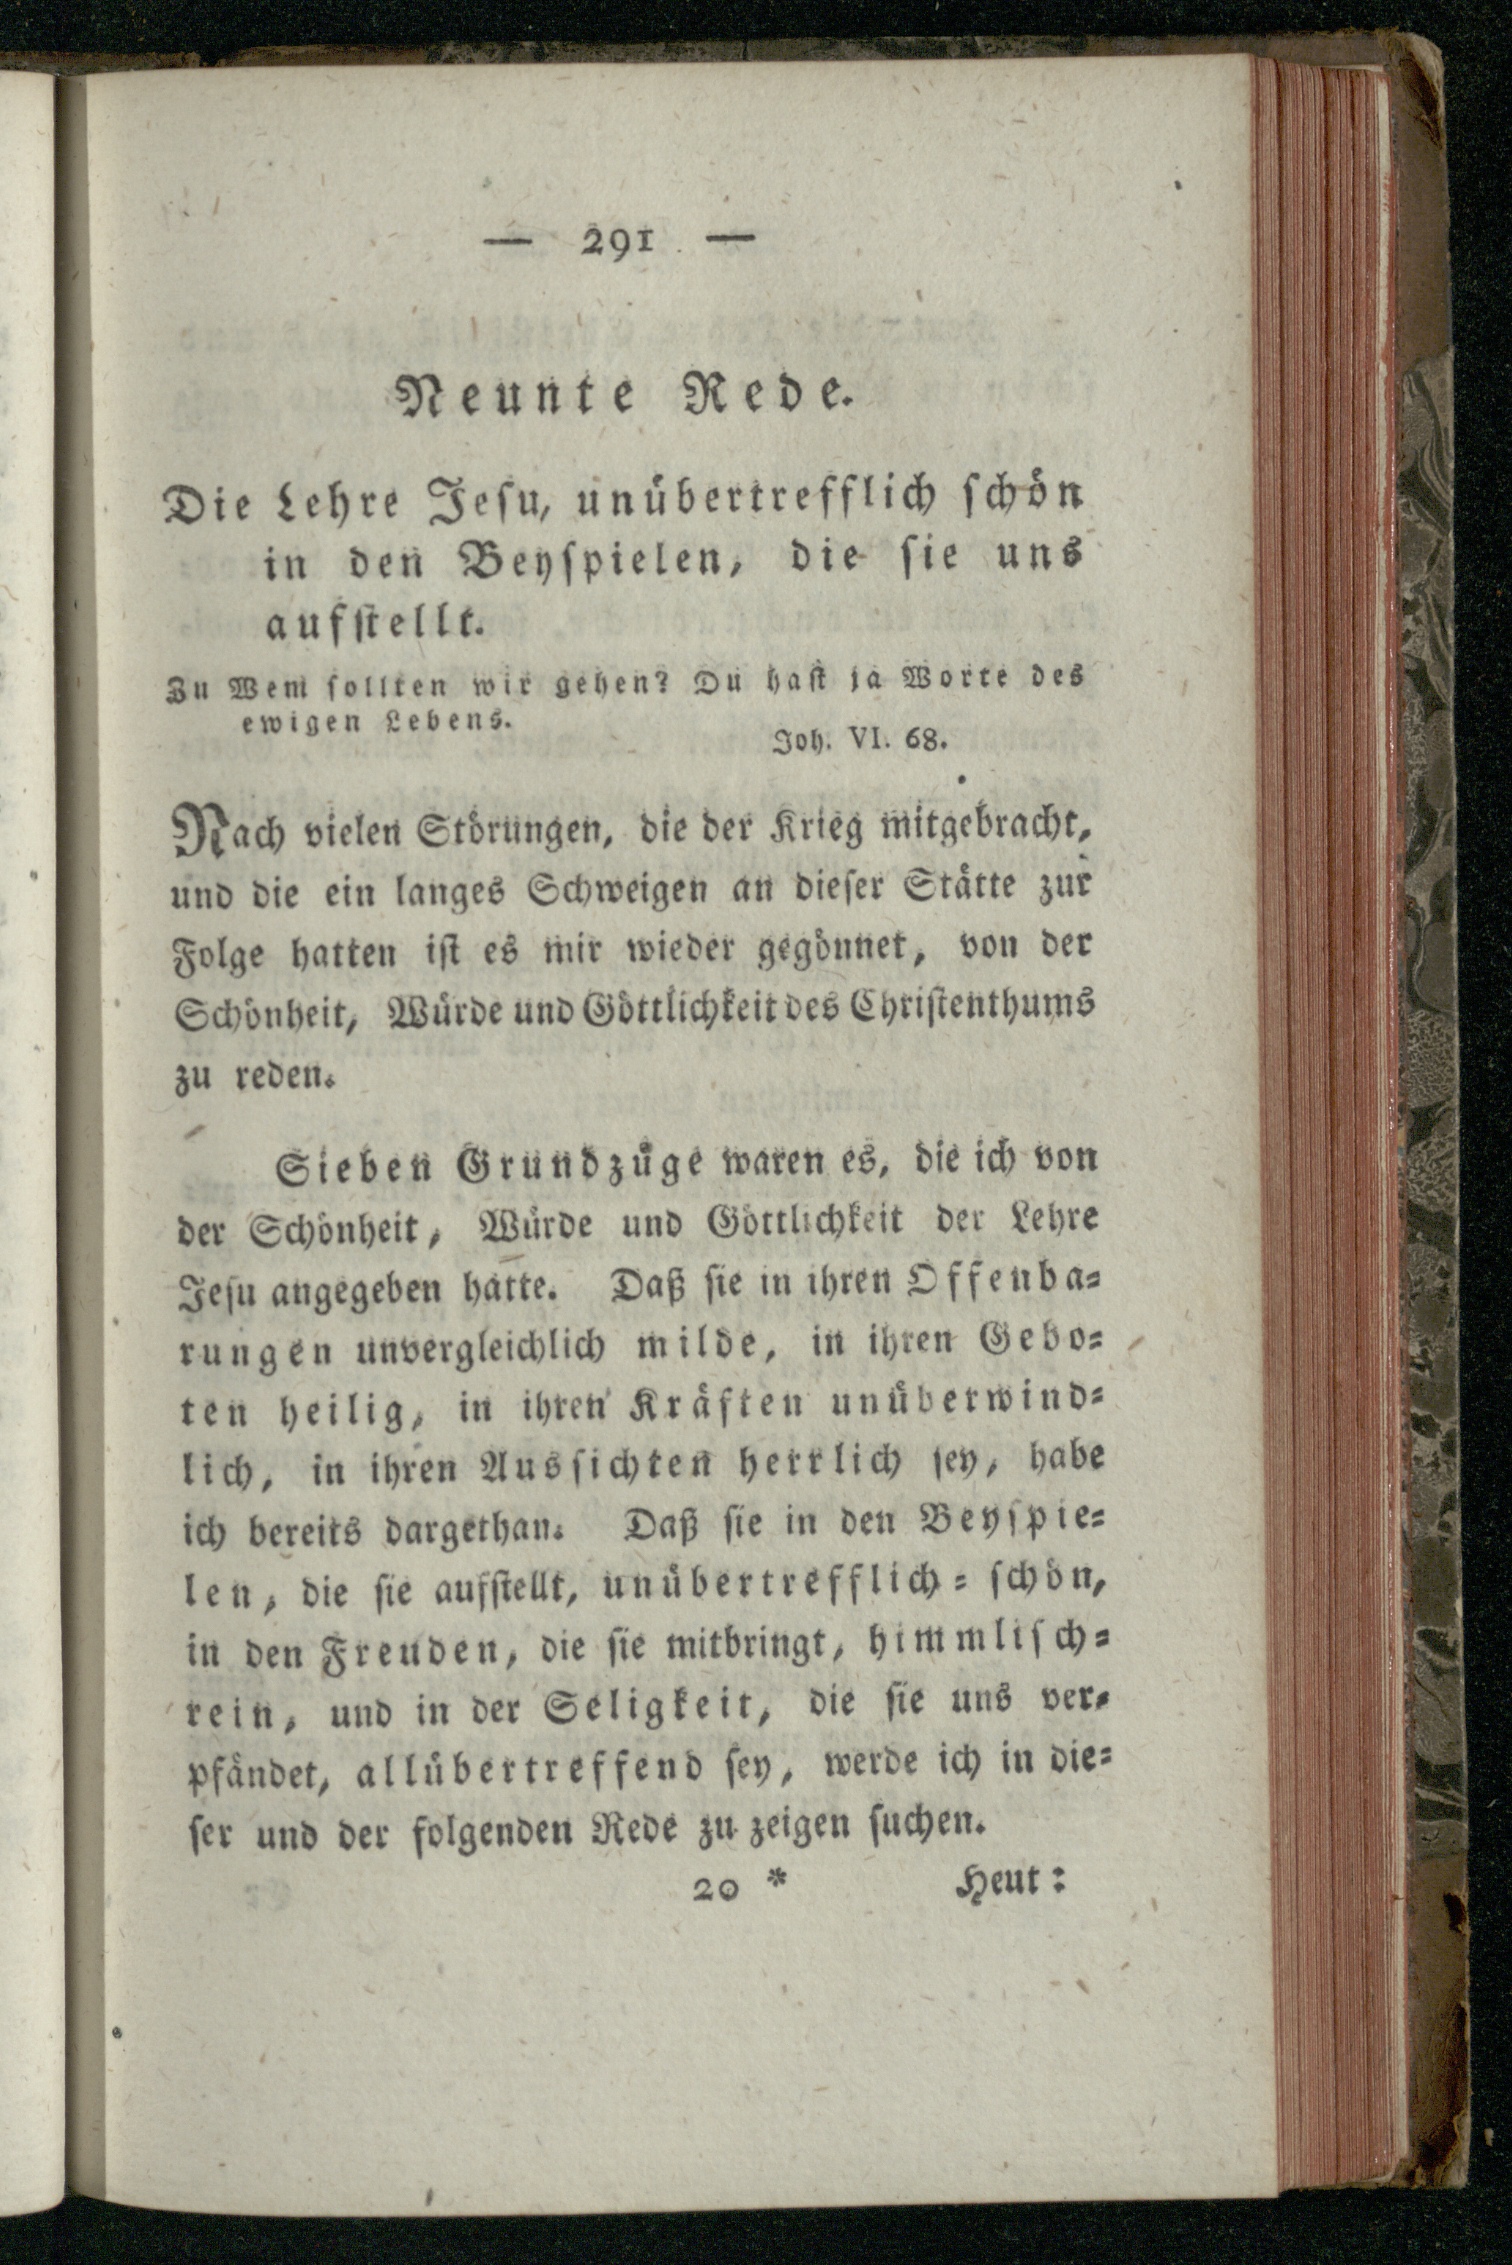 — 291 —
Neunte Rede.
Die Lehre Jesu, unübertrefflich schön
in den Beyspielen, die sie uns
aufstellt.
Zu Wem sollten wir gehen? Du hast ja Worte des
ewigen Lebens.
Joh. VI. 68.
Nach vielen Störungen, die der Krieg mitgebracht,
und die ein langes Schweigen an dieser Stätte zur
Folge hatten ist es mir wieder gegönnet, von der
Schönheit, Würde und Göttlichkeit des Christenthums
zu reden.
Sieben Grundzüge waren es, die ich von
der Schönheit, Würde und Göttlichkeit der Lehre
Jesu angegeben hatte. Daß sie in ihren Offenba-
rungen unvergleichlich milde, in ihren Gebo-
ten heilig, in ihren Kräften unüberwind-
lich, in ihren Aussichten herrlich sey, habe
ich bereits dargethan. Daß sie in den Beyspie-
len, die sie aufstellt, unübertrefflich-schön,
in den Freuden, die sie mitbringt, himmlisch-
rein, und in der Seligkeit, die sie uns ver-
pfändet, allübertreffend sey, werde ich in die-
ser und der folgenden Rede zu zeigen suchen.
20 * Heut: